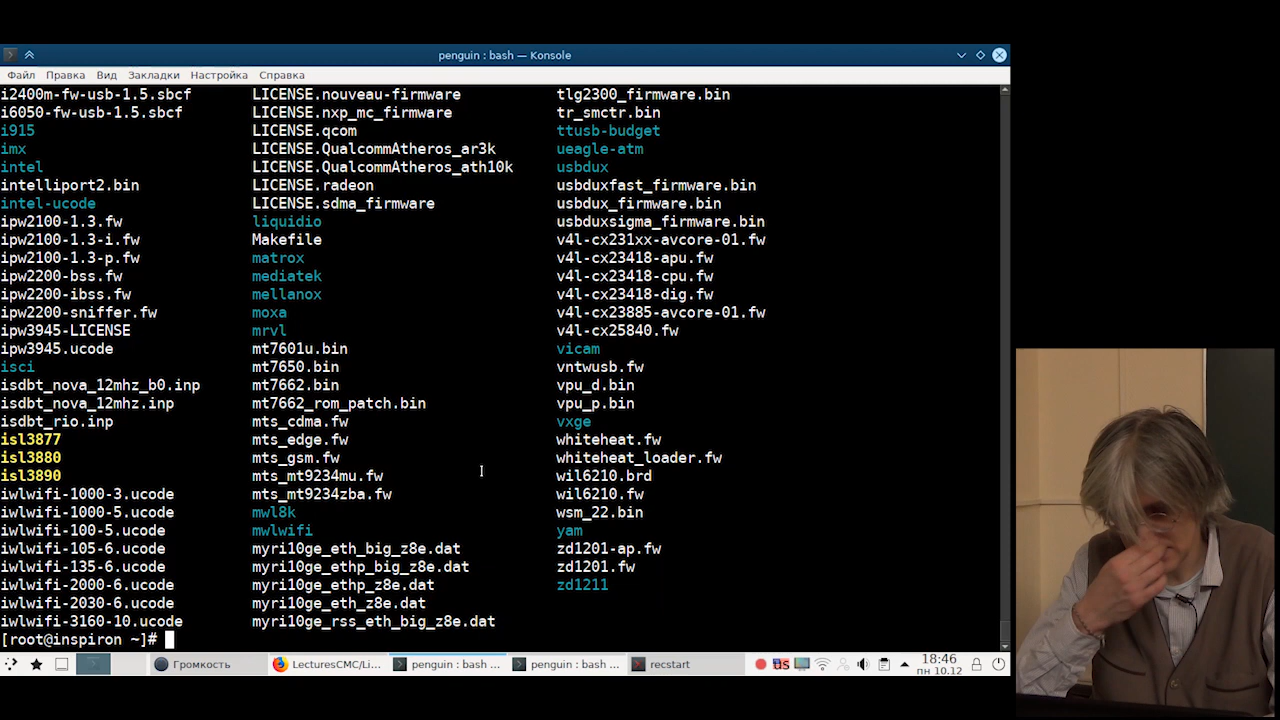 penguin : bash — Konsole
Файл Правка Вид Закладки Настройка Справка
i2400m-fw-usb-1.5.sbcf LICENSE.nouveau-firmware tlg2300_firmware.bin
i6050-fw-usb-1.5.sbcf LICENSE.nxp_mc_firmware tr_smctr.bin
i915 LICENSE.qcom ttusb-budget
imx LICENSE.QualcommAtheros_ar3k ueagle-atm
intel LICENSE.QualcommAtheros_ath10k usbdux
intelliport2.bin LICENSE.radeon usbduxfast_firmware.bin
intel-ucode LICENSE.sdma_firmware usbdux_firmware.bin
ipw2100-1.3.fw liquidio usbduxsigma_firmware.bin
ipw2100-1.3-i.fw Makefile v4l-cx231xx-avcore-01.fw
ipw2100-1.3-p.fw matrox v4l-cx23418-apu.fw
ipw2200-bss.fw mediatek v4l-cx23418-cpu.fw
ipw2200-ibss.fw mellanox v4l-cx23418-dig.fw
ipw2200-sniffer.fw moxa v4l-cx23885-avcore-01.fw
ipw3945-LICENSE mrvl v4l-cx25840.fw
ipw3945.ucode mt7601u.bin vicam
isci mt7650.bin vntwusb.fw
isdbt_nova_12mhz_b0.inp mt7662.bin vpu_d.bin
isdbt_nova_12mhz.inp mt7662_rom_patch.bin vpu_p.bin
isdbt_rio.inp mts_cdma.fw vxge
isl3877 mts_edge.fw whiteheat.fw
isl3880 mts_gsm.fw whiteheat_loader.fw
isl3890 mts_mt9234mu.fw wil6210.brd
iwlwifi-1000-3.ucode mts_mt9234zba.fw wil6210.fw
iwlwifi-1000-5.ucode mwl8k wsm_22.bin
iwlwifi-100-5.ucode mwlwifi yam
iwlwifi-105-6.ucode myri10ge_eth_big_z8e.dat zd1201-ap.fw
iwlwifi-135-6.ucode myri10ge_ethp_big_z8e.dat zd1201.fw
iwlwifi-2000-6.ucode myri10ge_ethp_z8e.dat zd1211
iwlwifi-2030-6.ucode myri10ge_eth_z8e.dat
iwlwifi-3160-10.ucode myri10ge_rss_eth_big_z8e.dat
[root@inspiron ~]#
Громкость LecturesCMC/Li... penguin : bash ... penguin : bash ... recstart US 18:46
пн 10.12